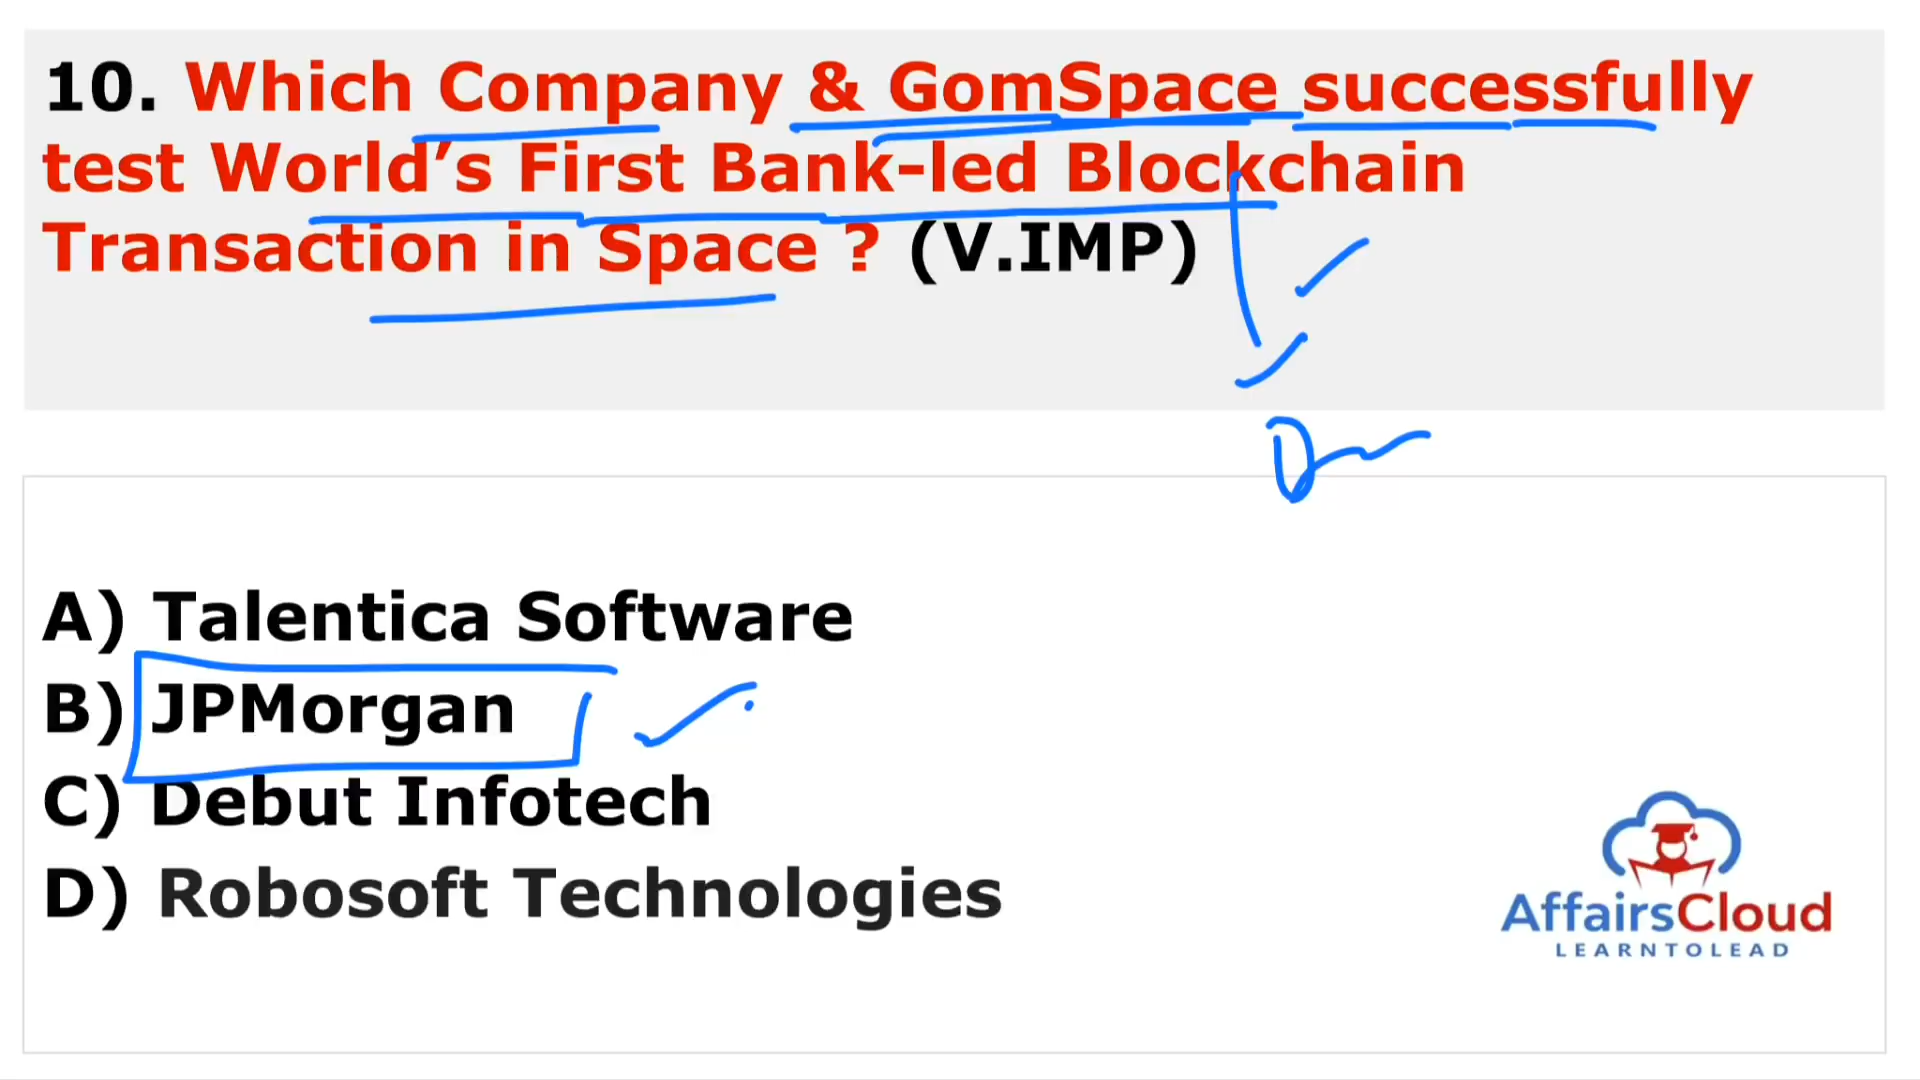 10. Which Company & GomSpace successfully
test World’s First Bank-led Blockchain
Transaction in Space ? (V.IMP)
A) Talentica Software
B) JPMorgan
C) Debut Infotech
D) Robosoft Technologies
AffairsCloud
LEARNTOLEAD